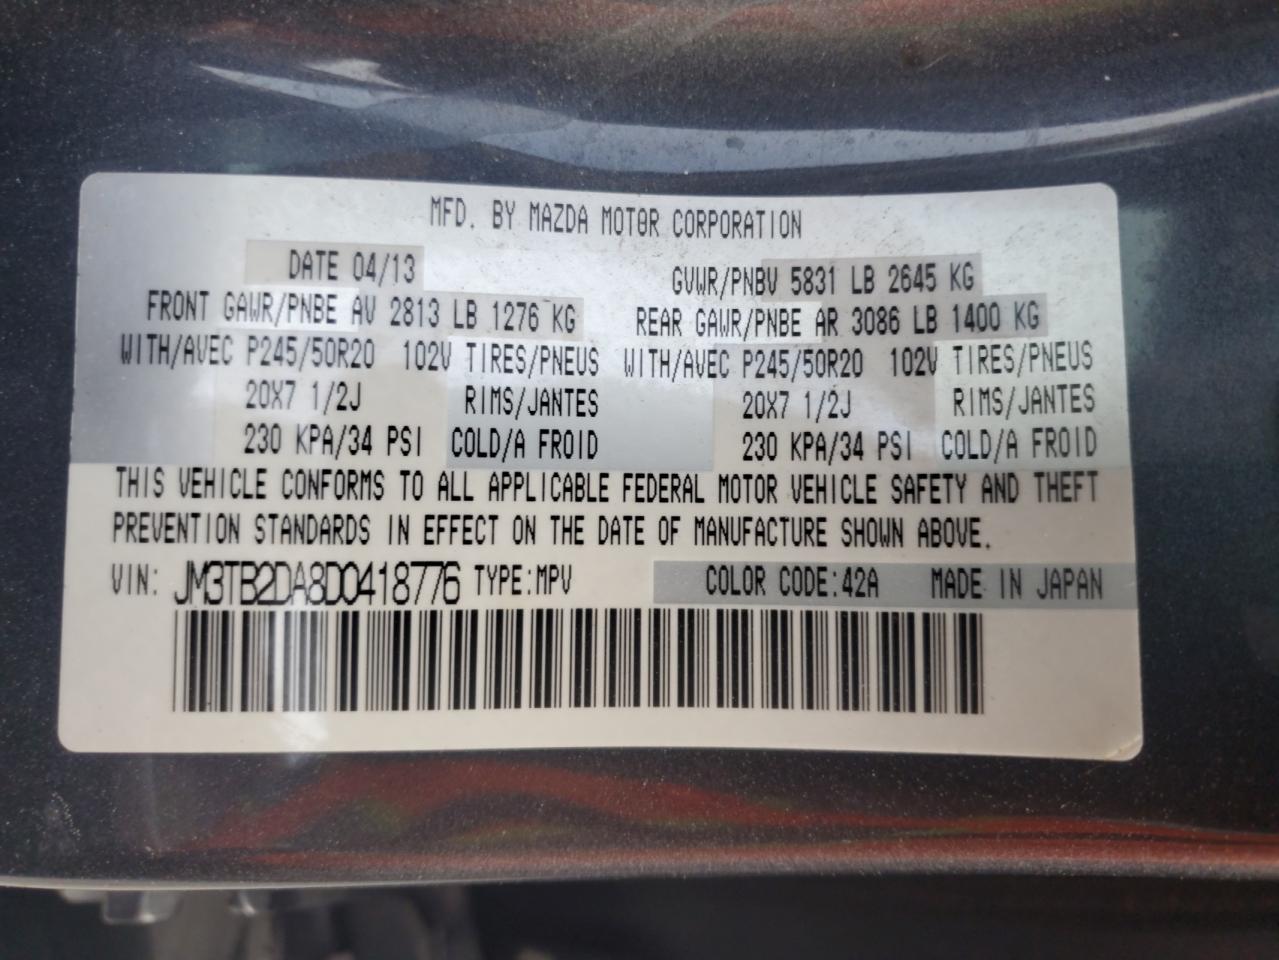 MFD. BY MAZDA MOTOR CORPORATION
DATE 04/13 GVWR/PNBV 5831 LB 2645 KG
FRONT GAWR/PNBE AV 2813 LB 1276 KG REAR GAWR/PNBE AR 3086 LB 1400 KG
WITH/AVEC P245/50R20 102V TIRES/PNEUS WITH/AVEC P245/50R20 102V TIRES/PNEUS
20X7 1/2J RIMS/JANTES 20X7 1/2J RIMS/JANTES
230 KPA/34 PSI COLD/A FROID 230 KPA/34 PSI COLD/A FROID
THIS VEHICLE CONFORMS TO ALL APPLICABLE FEDERAL MOTOR VEHICLE SAFETY AND THEFT
PREVENTION STANDARDS IN EFFECT ON THE DATE OF MANUFACTURE SHOWN ABOVE.
VIN: JM3TB2DA8D0418776 TYPE:MPV COLOR CODE:42A MADE IN JAPAN